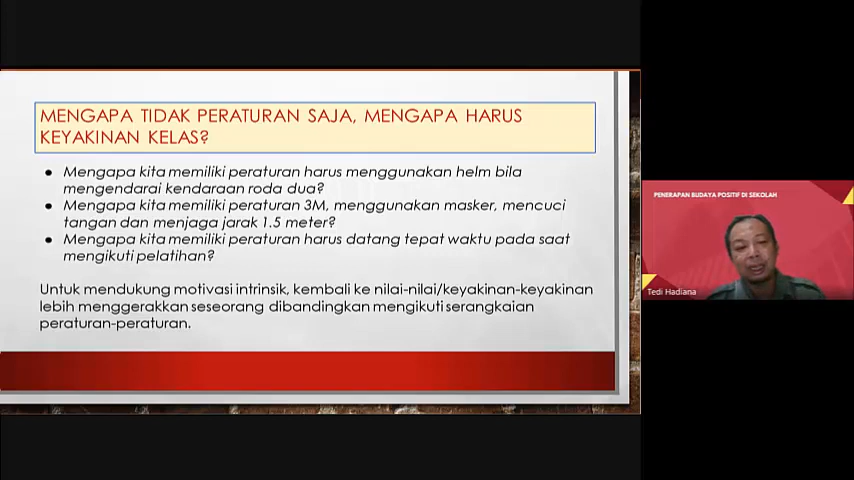 MENGAPA TIDAK PERATURAN SAJA, MENGAPA HARUS
KEYAKINAN KELAS?
● Mengapa kita memiliki peraturan harus menggunakan helm bila
mengendarai kendaraan roda dua?
● Mengapa kita memiliki peraturan 3M, menggunakan masker, mencuci
tangan dan menjaga jarak 1.5 meter?
● Mengapa kita memiliki peraturan harus datang tepat waktu pada saat
mengikuti pelatihan?
Untuk mendukung motivasi intrinsik, kembali ke nilai-nilai/keyakinan-keyakinan
lebih menggerakkan seseorang dibandingkan mengikuti serangkaian
peraturan-peraturan.
PENERAPAN BUDAYA POSITIF DI SEKOLAH
Tedi Hadiana